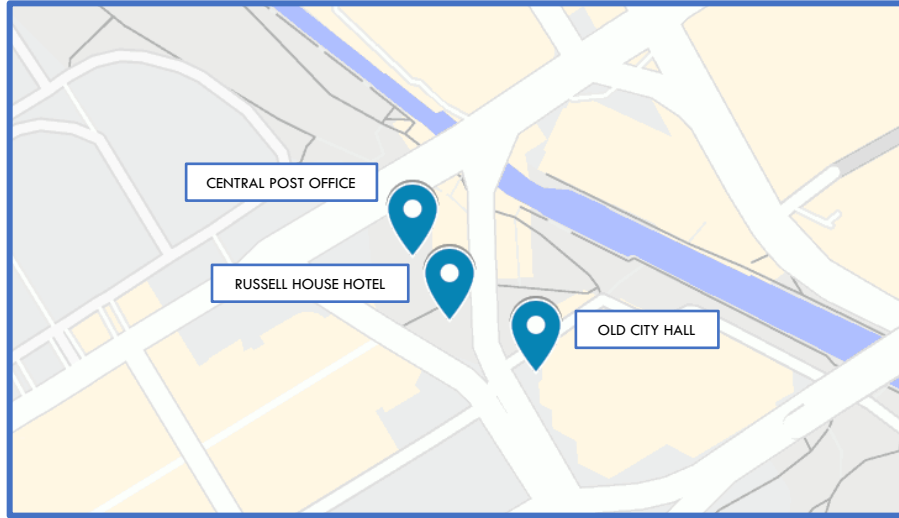 CENTRAL POST OFFICE
RUSSELL HOUSE HOTEL
OLD CITY HALL